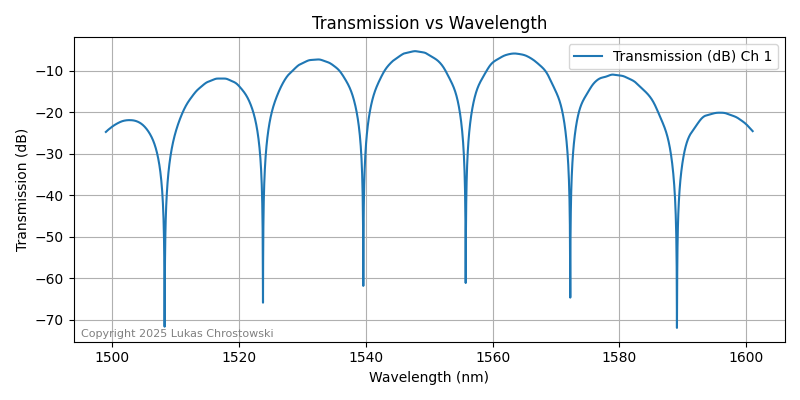 Transmission vs Wavelength
Transmission (dB) Ch 1
Transmission (dB)
−10
−20
−30
−40
−50
−60
−70
Copyright 2025 Lukas Chrostowski
1500 1520 1540 1560 1580 1600
Wavelength (nm)